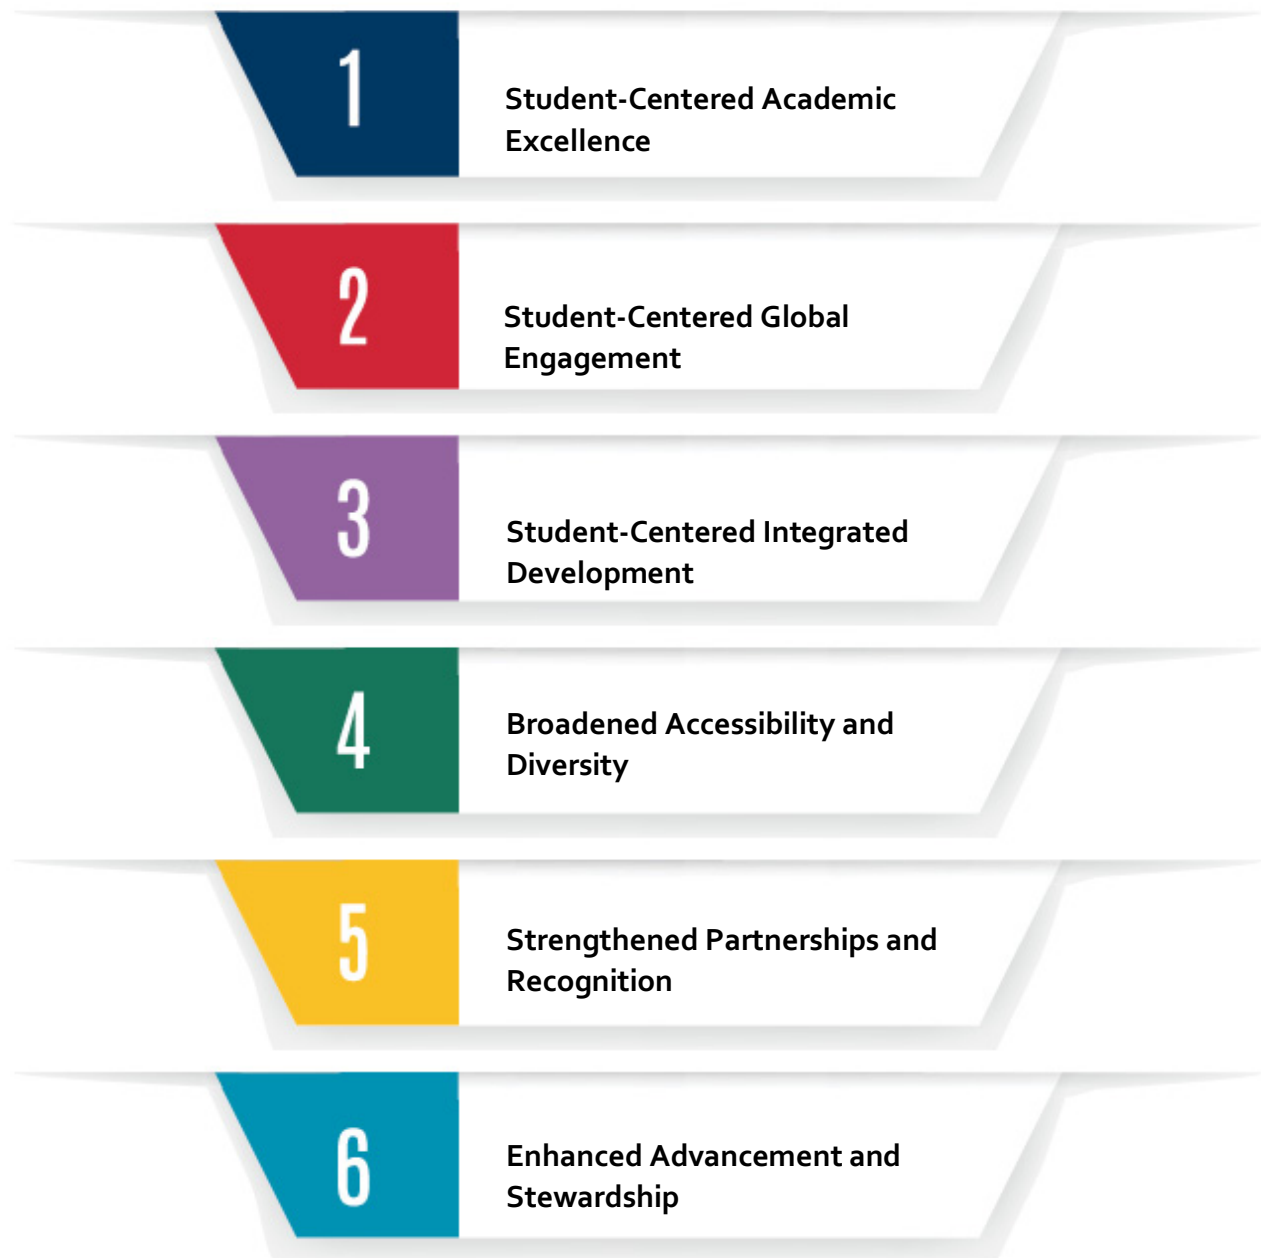 1
Student-Centered Academic
Excellence
2
Student-Centered Global
Engagement
3
Student-Centered Integrated
Development
4
Broadened Accessibility and
Diversity
5
Strengthened Partnerships and
Recognition
6
Enhanced Advancement and
Stewardship